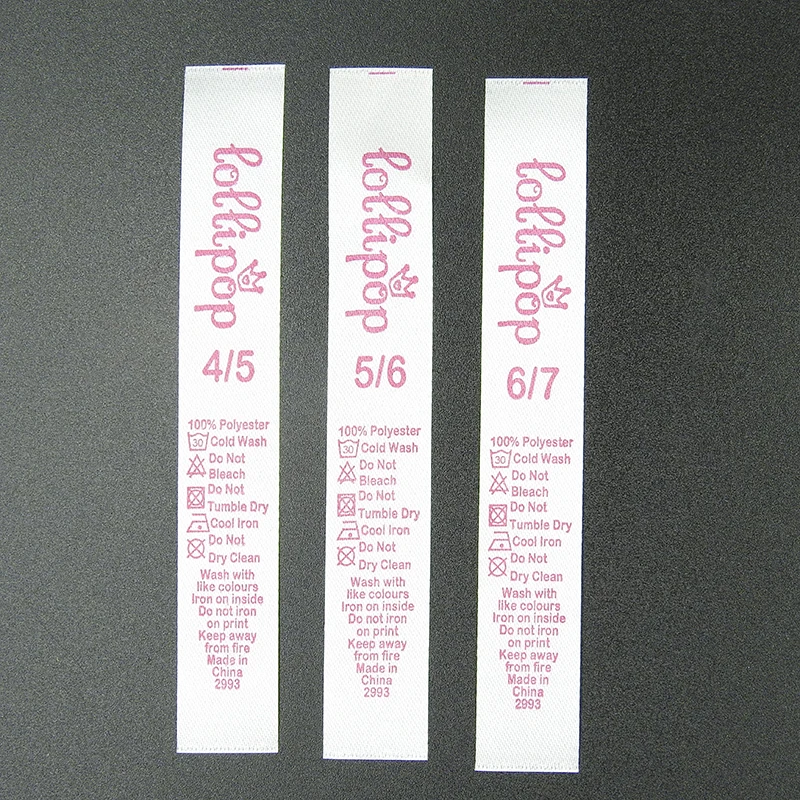 lollipop
4/5
100% Polyester
30 Cold Wash
Do Not
Bleach
Do Not
Tumble Dry
Cool Iron
Do Not
Dry Clean
Wash with
like colours
Iron on inside
Do not iron
on print
Keep away
from fire
Made in
China
2993
lollipop
5/6
100% Polyester
30 Cold Wash
Do Not
Bleach
Do Not
Tumble Dry
Cool Iron
Do Not
Dry Clean
Wash with
like colours
Iron on inside
Do not iron
on print
Keep away
from fire
Made in
China
2993
lollipop
6/7
100% Polyester
30 Cold Wash
Do Not
Bleach
Do Not
Tumble Dry
Cool Iron
Do Not
Dry Clean
Wash with
like colours
Iron on inside
Do not iron
on print
Keep away
from fire
Made in
China
2993